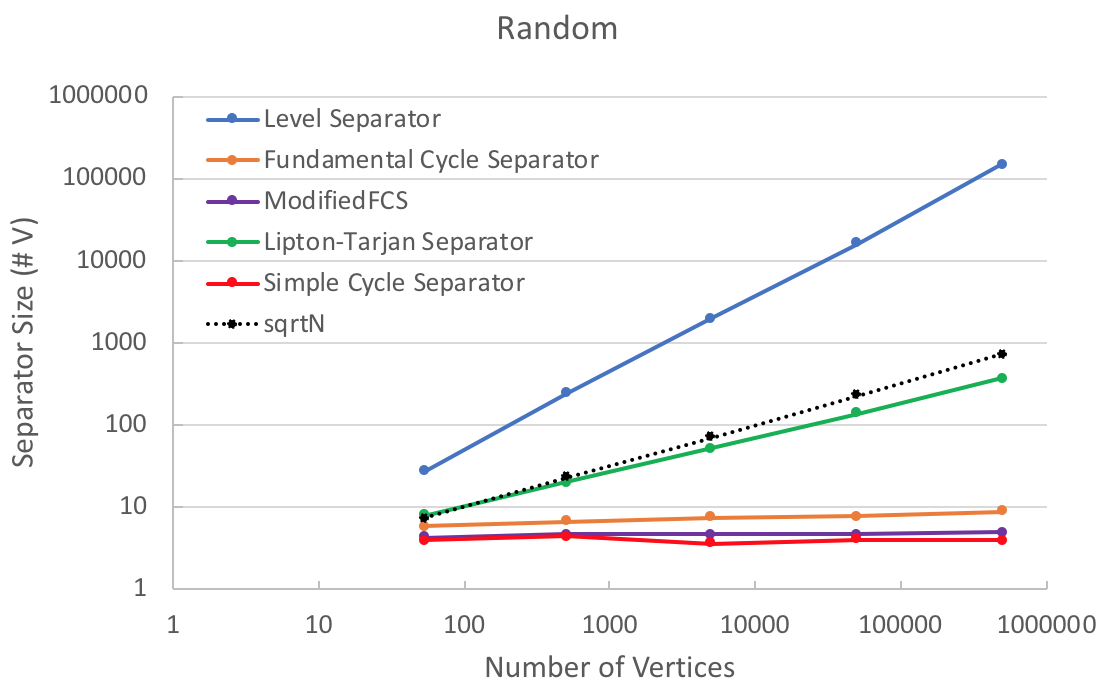 Random
1000000
100000
10000
1000
100
10
1
Separator Size (# V)
Level Separator
Fundamental Cycle Separator
ModifiedFCS
Lipton-Tarjan Separator
Simple Cycle Separator
sqrtN
1 10 100 1000 10000 100000 1000000
Number of Vertices